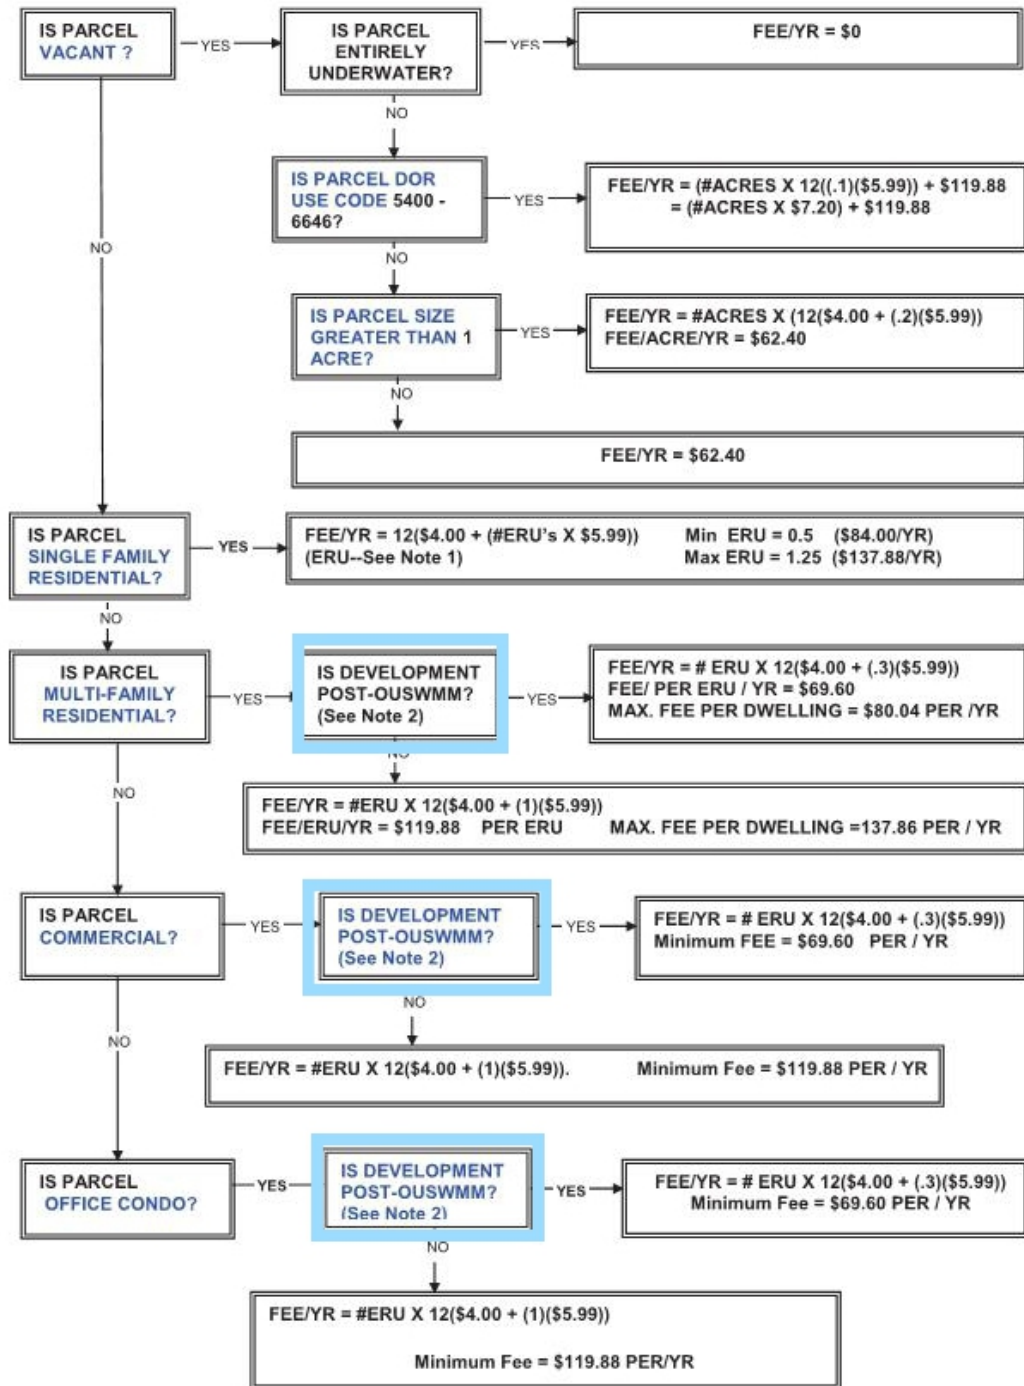 IS PARCEL
VACANT ?
YES
IS PARCEL
ENTIRELY
UNDERWATER?
YES
FEE/YR = $0
NO
IS PARCEL DOR
USE CODE 5400 -
6646?
YES
FEE/YR = (#ACRES X 12((.1)($5.99)) + $119.88
= (#ACRES X $7.20) + $119.88
NO
NO
IS PARCEL SIZE
GREATER THAN 1
ACRE?
YES
FEE/YR = #ACRES X (12($4.00 + (.2)($5.99))
FEE/ACRE/YR = $62.40
NO
FEE/YR = $62.40
IS PARCEL
SINGLE FAMILY
RESIDENTIAL?
YES
FEE/YR = 12($4.00 + (#ERU's X $5.99)) Min ERU = 0.5 ($84.00/YR)
(ERU--See Note 1) Max ERU = 1.25 ($137.88/YR)
NO
IS PARCEL
MULTI-FAMILY
RESIDENTIAL?
YES
IS DEVELOPMENT
POST-OUSWMM?
(See Note 2)
YES
FEE/YR = # ERU X 12($4.00 + (.3)($5.99))
FEE/ PER ERU / YR = $69.60
MAX. FEE PER DWELLING = $80.04 PER /YR
NO
FEE/YR = #ERU X 12($4.00 + (1)($5.99))
FEE/ERU/YR = $119.88 PER ERU MAX. FEE PER DWELLING =137.86 PER / YR
NO
IS PARCEL
COMMERCIAL?
YES
IS DEVELOPMENT
POST-OUSWMM?
(See Note 2)
YES
FEE/YR = # ERU X 12($4.00 + (.3)($5.99))
Minimum FEE = $69.60 PER / YR
NO
FEE/YR = #ERU X 12($4.00 + (1)($5.99)). Minimum Fee = $119.88 PER / YR
NO
IS PARCEL
OFFICE CONDO?
YES
IS DEVELOPMENT
POST-OUSWMM?
(See Note 2)
YES
FEE/YR = # ERU X 12($4.00 + (.3)($5.99))
Minimum Fee = $69.60 PER / YR
NO
FEE/YR = #ERU X 12($4.00 + (1)($5.99))
Minimum Fee = $119.88 PER/YR